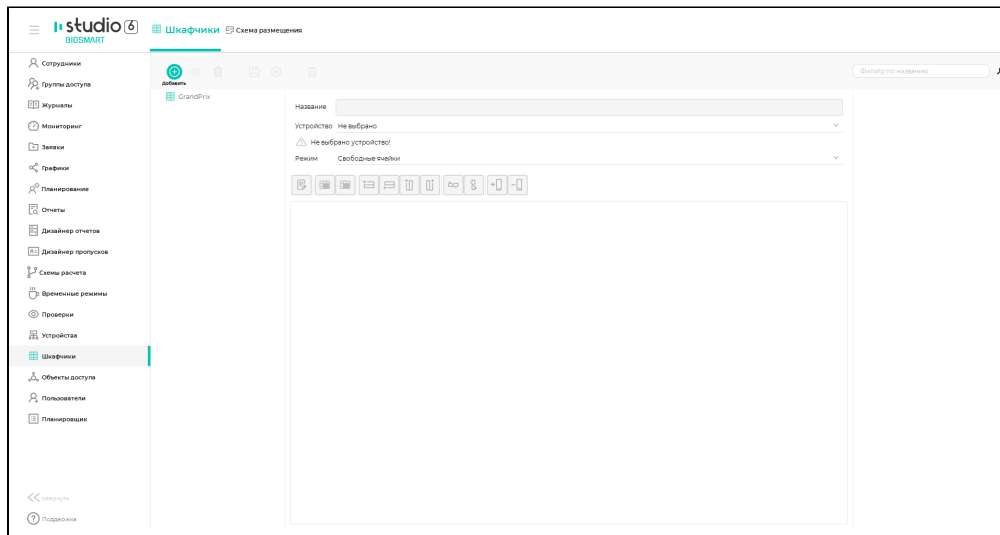 studio 6
BIOSMART
Шкафчики
Схема размещения
Сотрудники
Группы доступа
Журналы
Мониторинг
Заявки
Графики
Планирование
Отчеты
Дизайнер отчетов
Дизайнер пропусков
Схемы расчета
Временные режимы
Проверки
Устройства
Шкафчики
Объекты доступа
Пользователи
Планировщик
свернуть
Поддержка
Добавить
Фильтр по названию
GrandPrix
Название
Устройство Не выбрано
Не выбрано устройство!
Режим Свободные ячейки